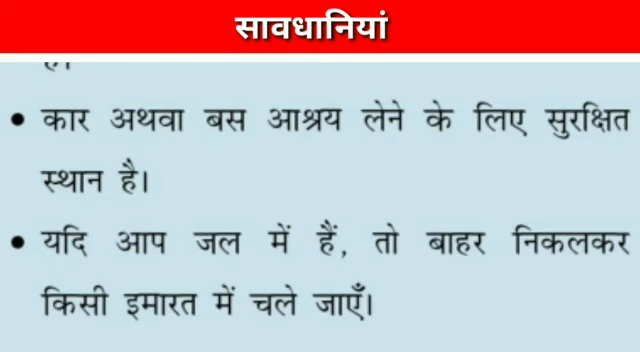 सावधानियां
• कार अथवा बस आश्रय लेने के लिए सुरक्षित
स्थान है।
• यदि आप जल में हैं, तो बाहर निकलकर
किसी इमारत में चले जाएँ।